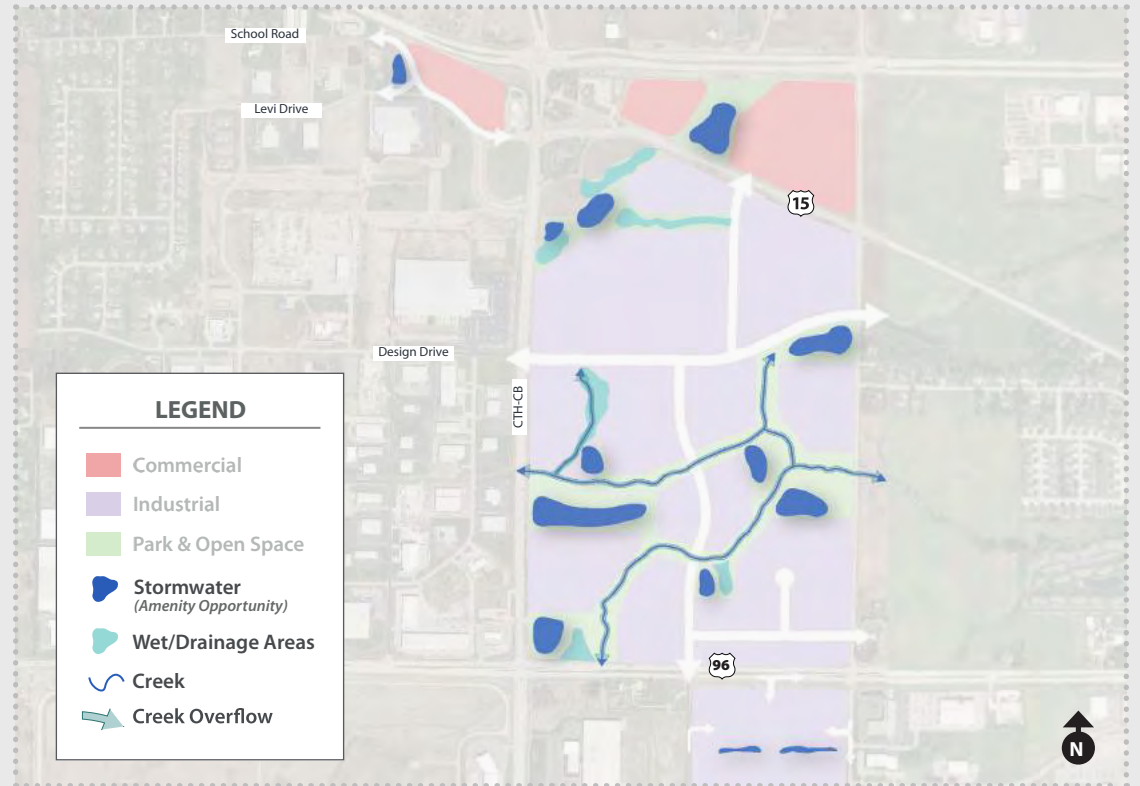 School Road
Levi Drive
15
Design Drive
CTH-CB
LEGEND
Commercial
Industrial
Park & Open Space
Stormwater
(Amenity Opportunity)
Wet/Drainage Areas
Creek
Creek Overflow
96
N